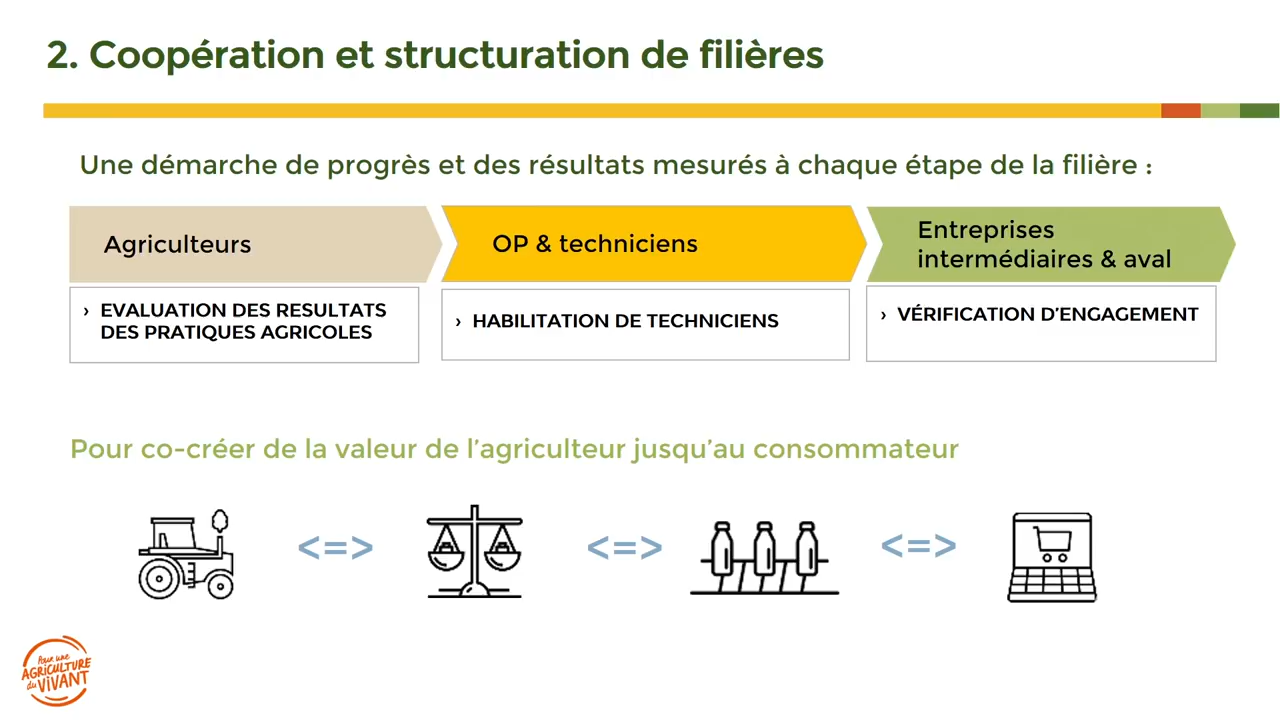 2. Coopération et structuration de filières
Une démarche de progrès et des résultats mesurés à chaque étape de la filière :
Agriculteurs
OP & techniciens
Entreprises
intermédiaires & aval
› EVALUATION DES RESULTATS
DES PRATIQUES AGRICOLES
› HABILITATION DE TECHNICIENS
› VÉRIFICATION D’ENGAGEMENT
Pour co-créer de la valeur de l’agriculteur jusqu’au consommateur
<=> <=> <=>
Pour une
AGRICULTURE
du ViVANT